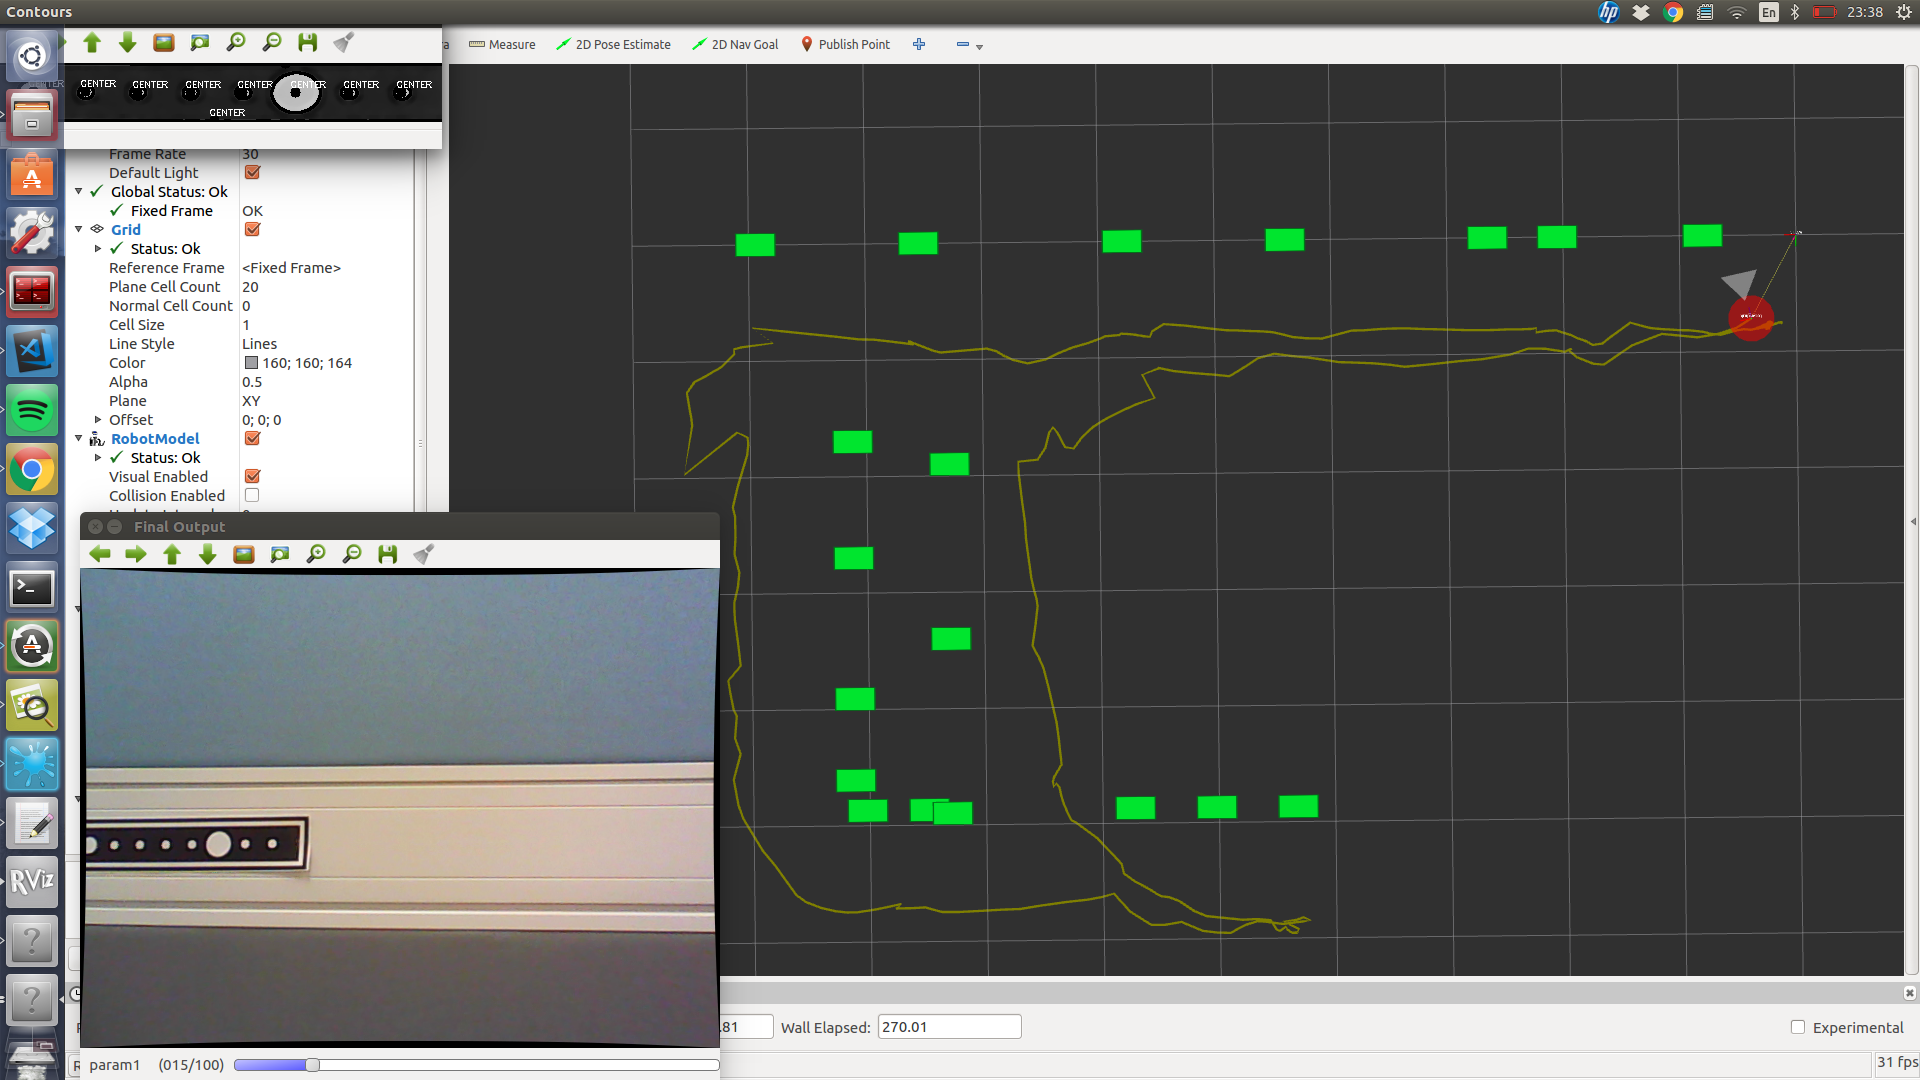 Contours
hp
En
23:38
Measure
2D Pose Estimate
2D Nav Goal
Publish Point
CENTER CENTER CENTER CENTER CENTER CENTER CENTER
CENTER
Frame Rate 30
Default Light
Global Status: Ok
Fixed Frame OK
Grid
Status: Ok
Reference Frame <Fixed Frame>
Plane Cell Count 20
Normal Cell Count 0
Cell Size 1
Line Style Lines
Color 160; 160; 164
Alpha 0.5
Plane XY
Offset 0; 0; 0
RobotModel
Status: Ok
Visual Enabled
Collision Enabled
Final Output
RViz
.81
Wall Elapsed: 270.01
Experimental
param1 (015/100)
31 fps